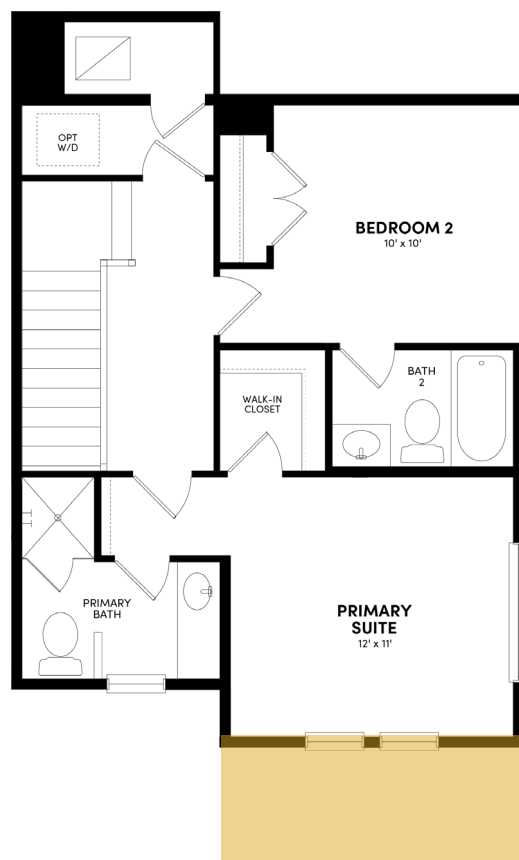 OPT
W/D
BEDROOM 2
10' x 10'
WALK-IN
CLOSET
BATH
2
PRIMARY
BATH
PRIMARY
SUITE
12' x 11'